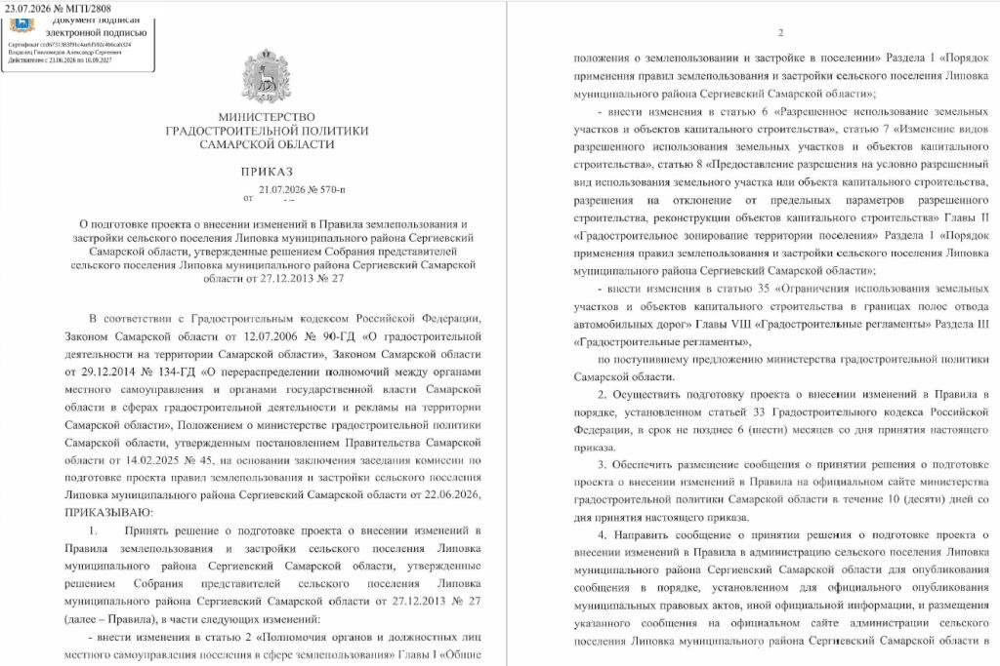 23.07.2026 № МГП/2808
Документ подписан
электронной подписью
Владелец Гниломедов Александр Сергеевич
Действителен с 23.06.2026 по 16.09.2027
МИНИСТЕРСТВО
ГРАДОСТРОИТЕЛЬНОЙ ПОЛИТИКИ
САМАРСКОЙ ОБЛАСТИ
ПРИКАЗ
от 21.07.2026 № 570-п
О подготовке проекта о внесении изменений в Правила землепользования и
застройки сельского поселения Липовка муниципального района Сергиевский
Самарской области, утвержденные решением Собрания представителей
сельского поселения Липовка муниципального района Сергиевский Самарской
области от 27.12.2013 № 27
В соответствии с Градостроительным кодексом Российской Федерации,
Законом Самарской области от 12.07.2006 № 90-ГД «О градостроительной
деятельности на территории Самарской области», Законом Самарской области
от 29.12.2014 № 134-ГД «О перераспределении полномочий между органами
местного самоуправления и органами государственной власти Самарской
области в сферах градостроительной деятельности и рекламы на территории
Самарской области», Положением о министерстве градостроительной политики
Самарской области, утвержденным постановлением Правительства Самарской
области от 14.02.2025 № 45, на основании заключения заседания комиссии по
подготовке проекта правил землепользования и застройки сельского поселения
Липовка муниципального района Сергиевский Самарской области от 22.06.2026,
ПРИКАЗЫВАЮ:
1. Принять решение о подготовке проекта о внесении изменений в
Правила землепользования и застройки сельского поселения Липовка
муниципального района Сергиевский Самарской области, утвержденные
решением Собрания представителей сельского поселения Липовка
муниципального района Сергиевский Самарской области от 27.12.2013 № 27
(далее – Правила), в части следующих изменений:
- внести изменения в статью 2 «Полномочия органов и должностных лиц
местного самоуправления поселения в сфере землепользования» Главы I «Общие
2
положения о землепользовании и застройке в поселении» Раздела I «Порядок
применения правил землепользования и застройки сельского поселения Липовка
муниципального района Сергиевский Самарской области»;
- внести изменения в статью 6 «Разрешенное использование земельных
участков и объектов капитального строительства», статью 7 «Изменение видов
разрешенного использования земельных участков и объектов капитального
строительства», статью 8 «Предоставление разрешения на условно разрешенный
вид использования земельного участка или объекта капитального строительства,
разрешения на отклонение от предельных параметров разрешенного
строительства, реконструкции объектов капитального строительства» Главы II
«Градостроительное зонирование территории поселения» Раздела I «Порядок
применения правил землепользования и застройки сельского поселения Липовка
муниципального района Сергиевский Самарской области»;
- внести изменения в статью 35 «Ограничения использования земельных
участков и объектов капитального строительства в границах полос отвода
автомобильных дорог» Главы VIII «Градостроительные регламенты» Раздела III
«Градостроительные регламенты»,
по поступившему предложению министерства градостроительной политики
Самарской области.
2. Осуществить подготовку проекта о внесении изменений в Правила в
порядке, установленном статьей 33 Градостроительного кодекса Российской
Федерации, в срок не позднее 6 (шести) месяцев со дня принятия настоящего
приказа.
3. Обеспечить размещение сообщения о принятии решения о подготовке
проекта о внесении изменений в Правила на официальном сайте министерства
градостроительной политики Самарской области в течение 10 (десяти) дней со
дня принятия настоящего приказа.
4. Направить сообщение о принятии решения о подготовке проекта о
внесении изменений в Правила в администрацию сельского поселения Липовка
муниципального района Сергиевский Самарской области для опубликования
сообщения в порядке, установленном для официального опубликования
муниципальных правовых актов, иной официальной информации, и размещения
указанного сообщения на официальном сайте администрации сельского
поселения Липовка муниципального района Сергиевский Самарской области в